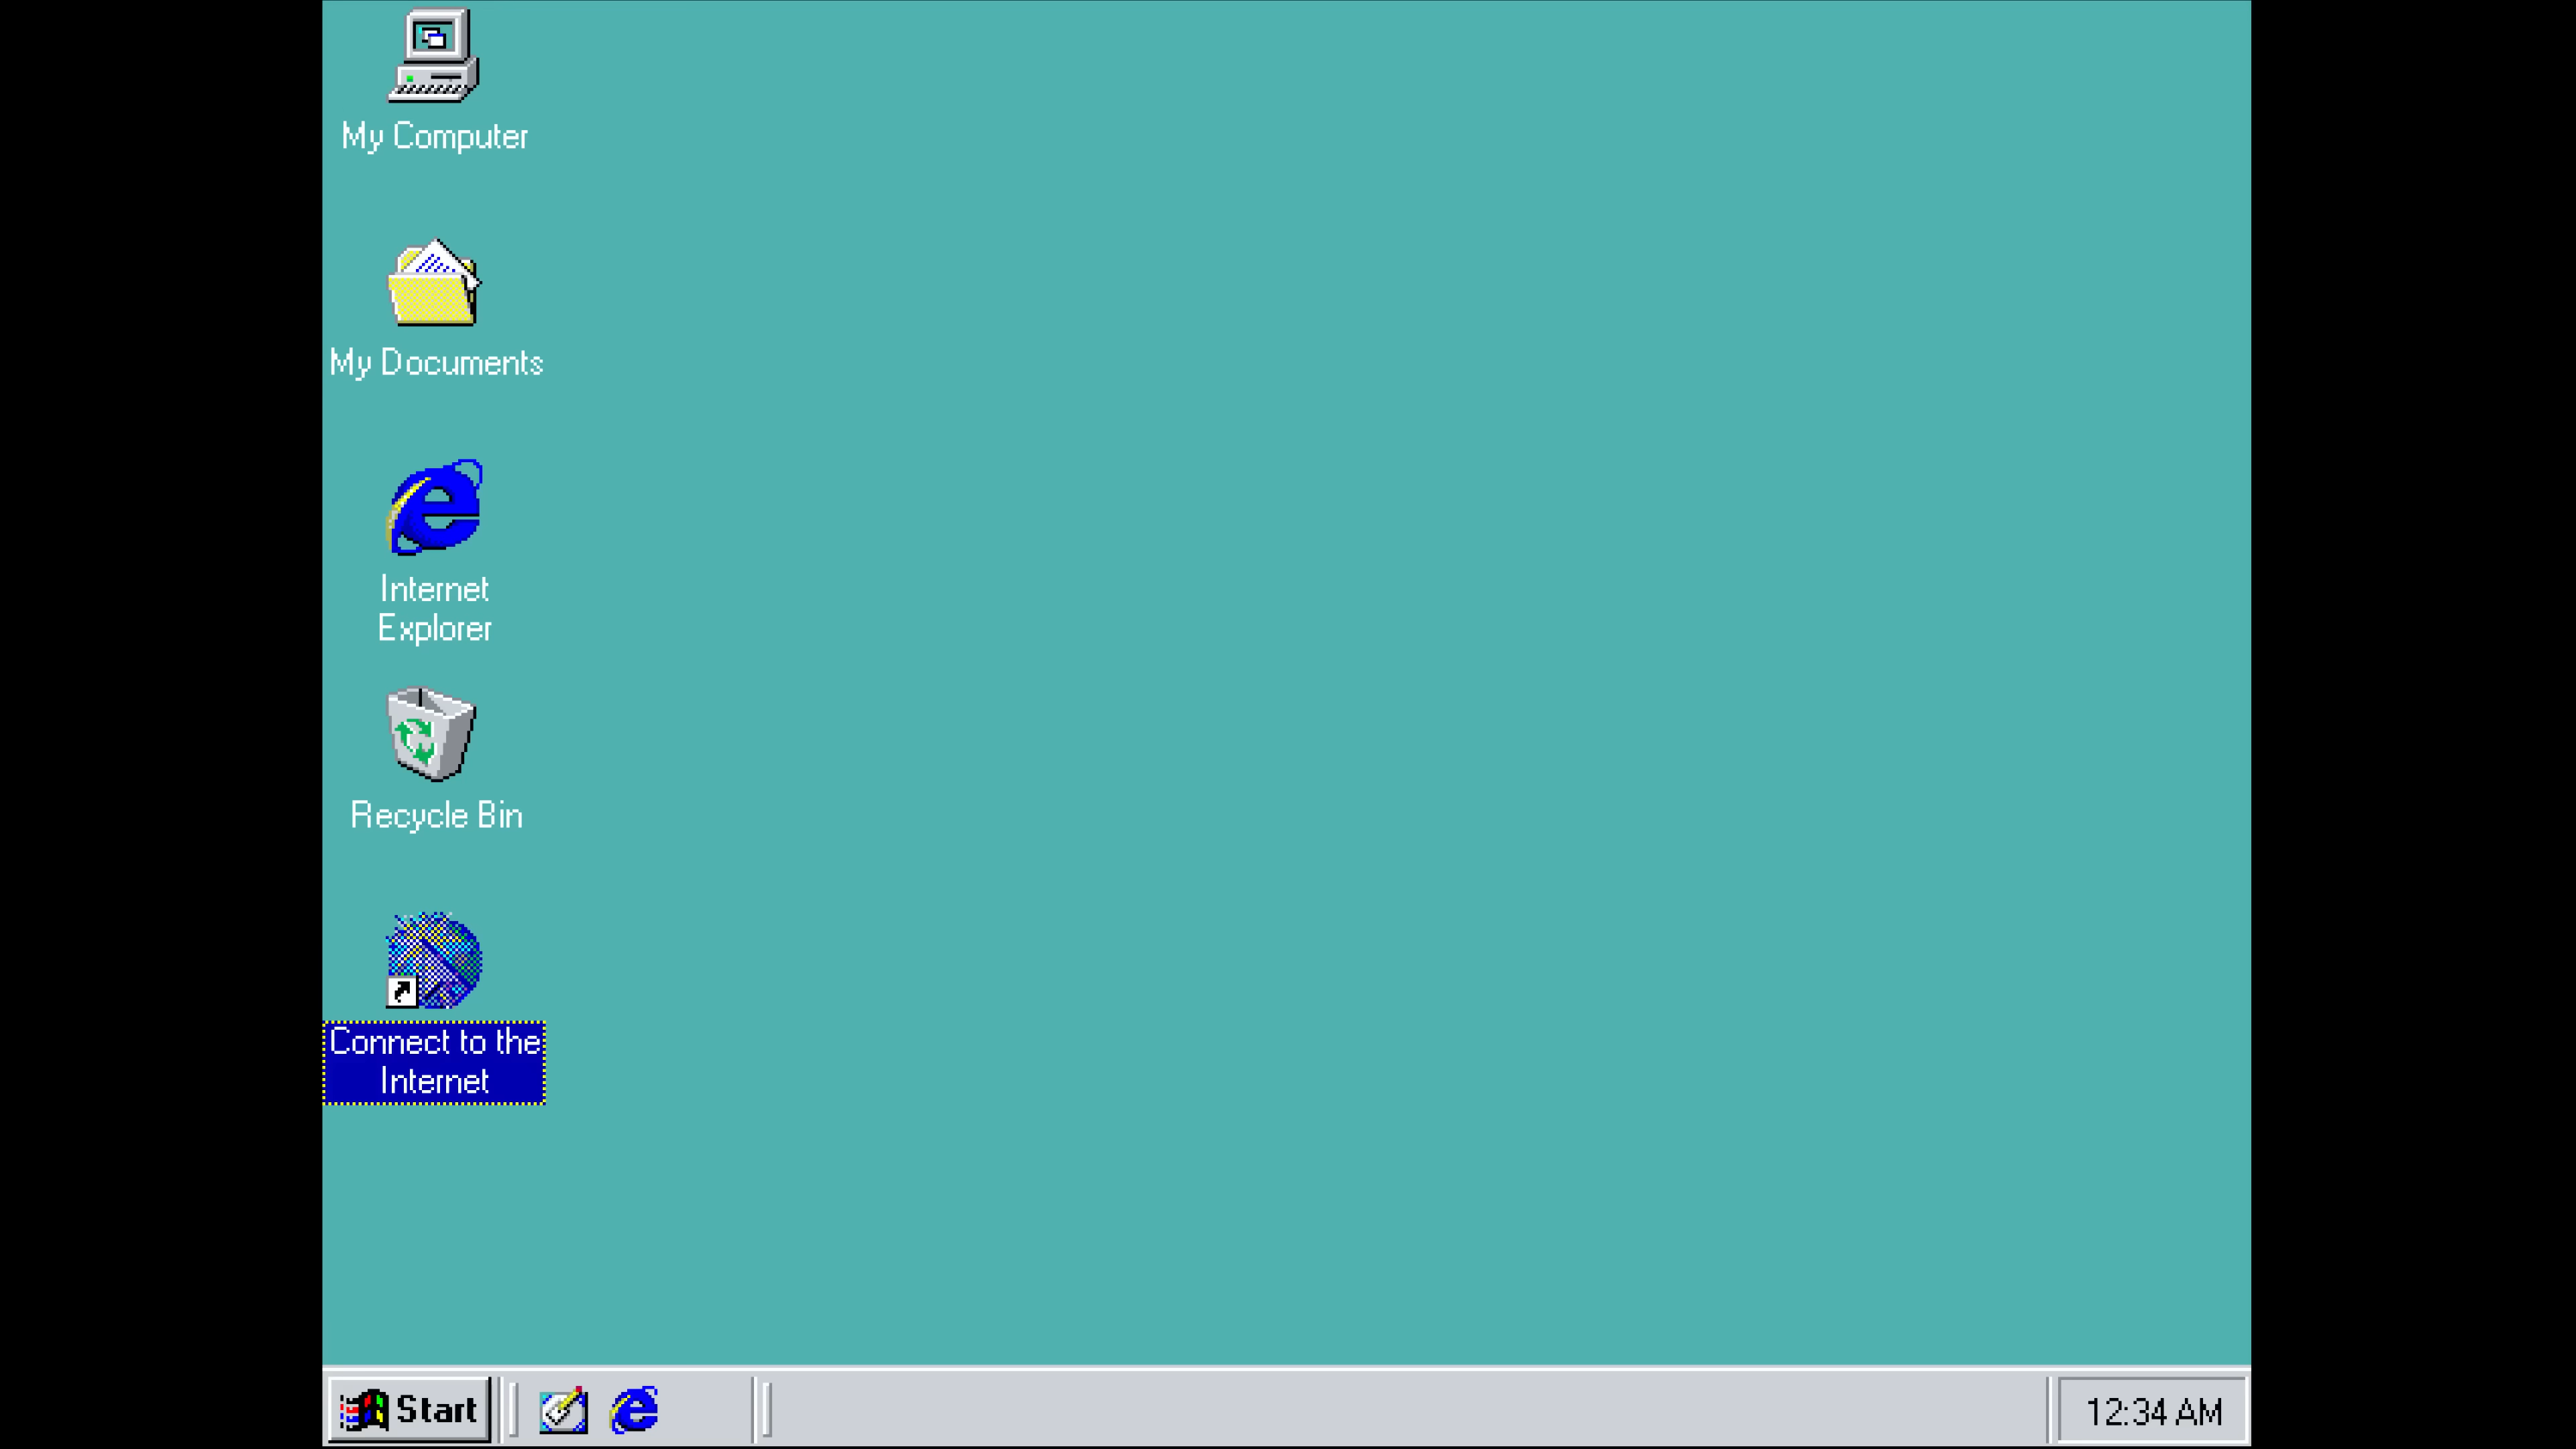 My Computer
My Documents
Internet
Explorer
Recycle Bin
Connect to the
Internet
Start
12:34 AM